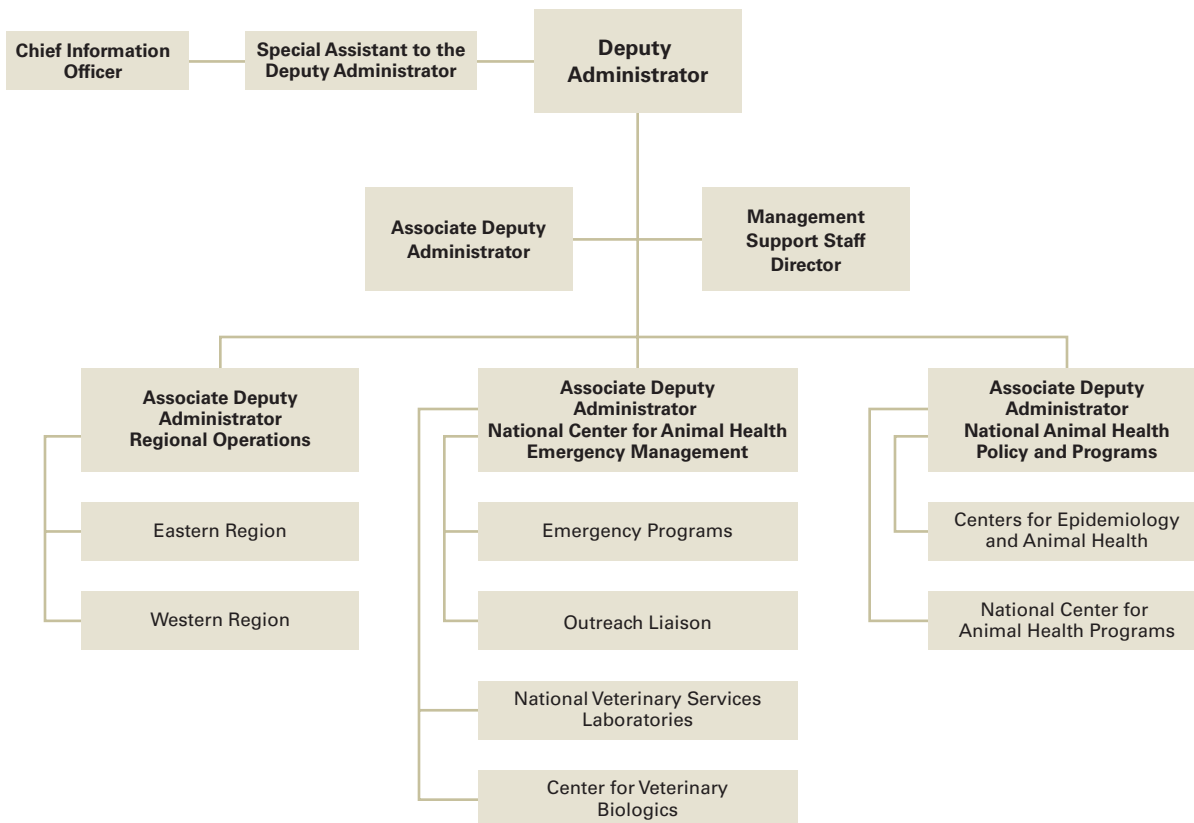 Chief Information
Officer
Special Assistant to the
Deputy Administrator
Deputy
Administrator
Associate Deputy
Administrator
Management
Support Staff
Director
Associate Deputy
Administrator
Regional Operations
Eastern Region
Western Region
Associate Deputy
Administrator
National Center for Animal Health
Emergency Management
Emergency Programs
Outreach Liaison
National Veterinary Services
Laboratories
Center for Veterinary
Biologics
Associate Deputy
Administrator
National Animal Health
Policy and Programs
Centers for Epidemiology
and Animal Health
National Center for
Animal Health Programs